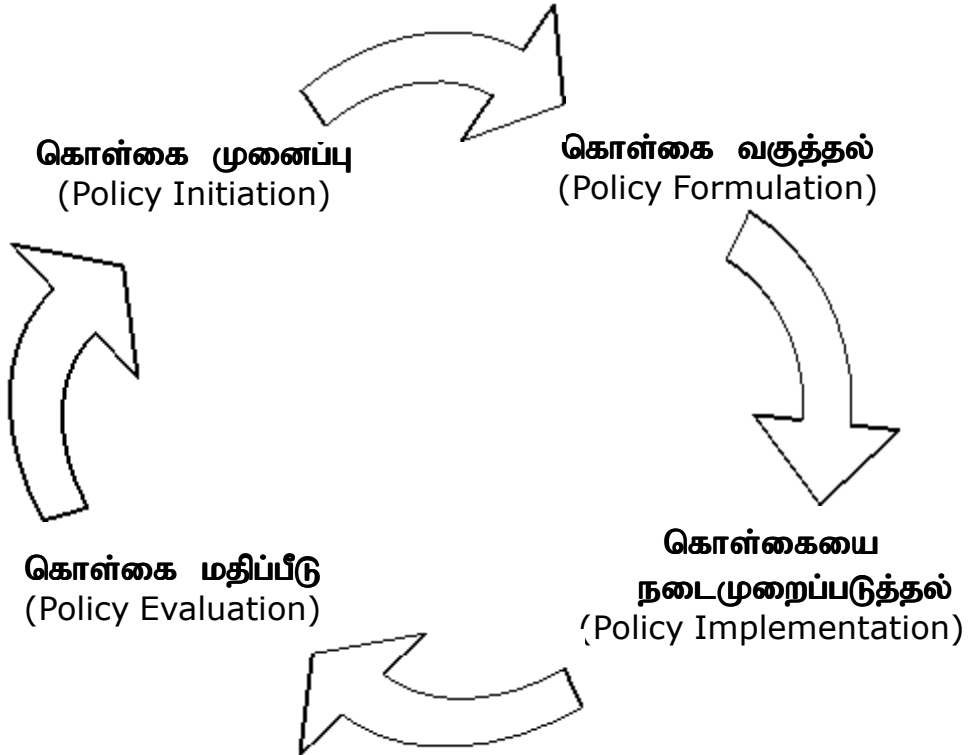 கொள்கை முனைப்பு
(Policy Initiation)
கொள்கை வகுத்தல்
(Policy Formulation)
கொள்கையை
நடைமுறைப்படுத்தல்
(Policy Implementation)
கொள்கை மதிப்பீடு
(Policy Evaluation)